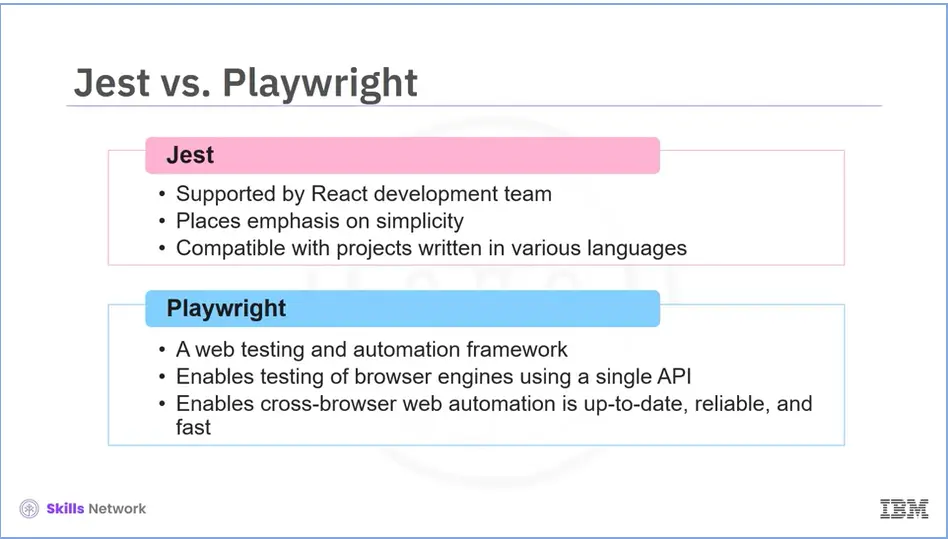 Jest vs. Playwright
Jest
• Supported by React development team
• Places emphasis on simplicity
• Compatible with projects written in various languages
Playwright
• A web testing and automation framework
• Enables testing of browser engines using a single API
• Enables cross-browser web automation is up-to-date, reliable, and
fast
Skills Network
IBM